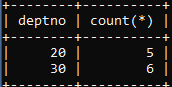 +--------+----------+
| deptno | count(*) |
+--------+----------+
| 20 | 5 |
| 30 | 6 |
+--------+----------+